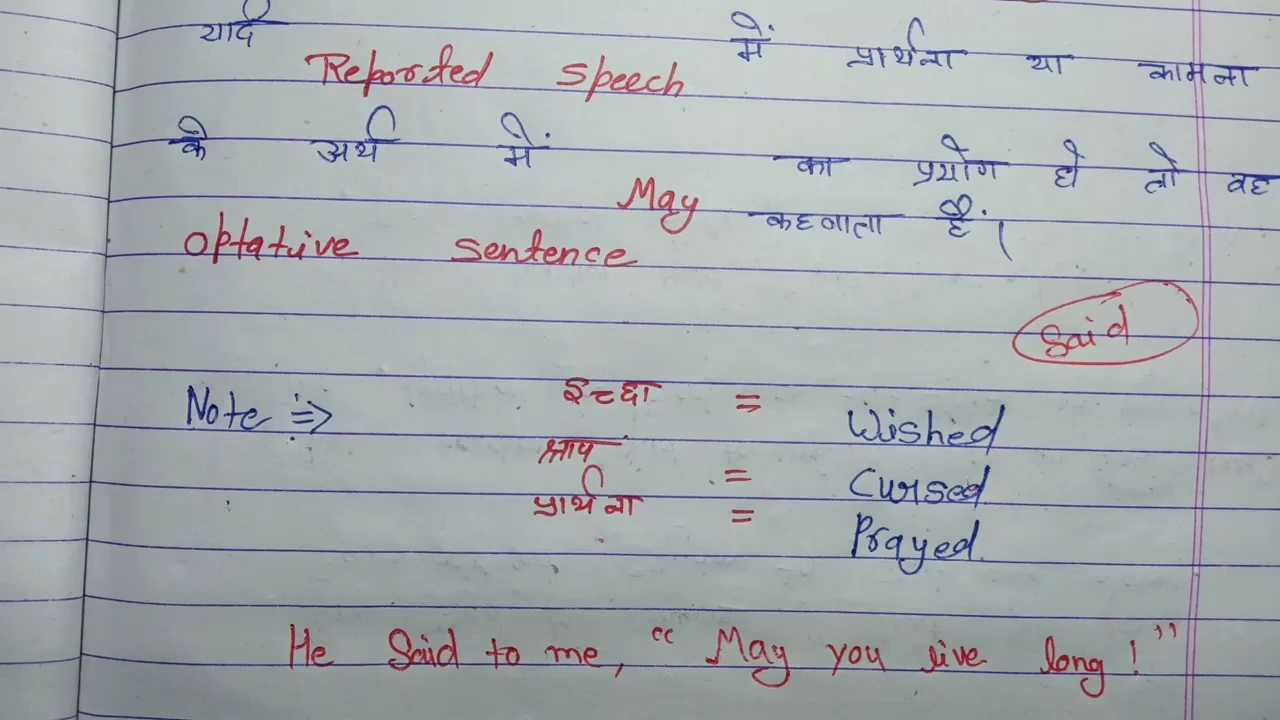 यदि Reported speech में प्रार्थना या कामना
के अर्थ में May का प्रयोग हो तो वह
optative sentence कहलाता है।
Said
Note ⇒ इच्छा = Wished
श्राप = Cursed
प्रार्थना = Prayed
He Said to me, “May you live long!”